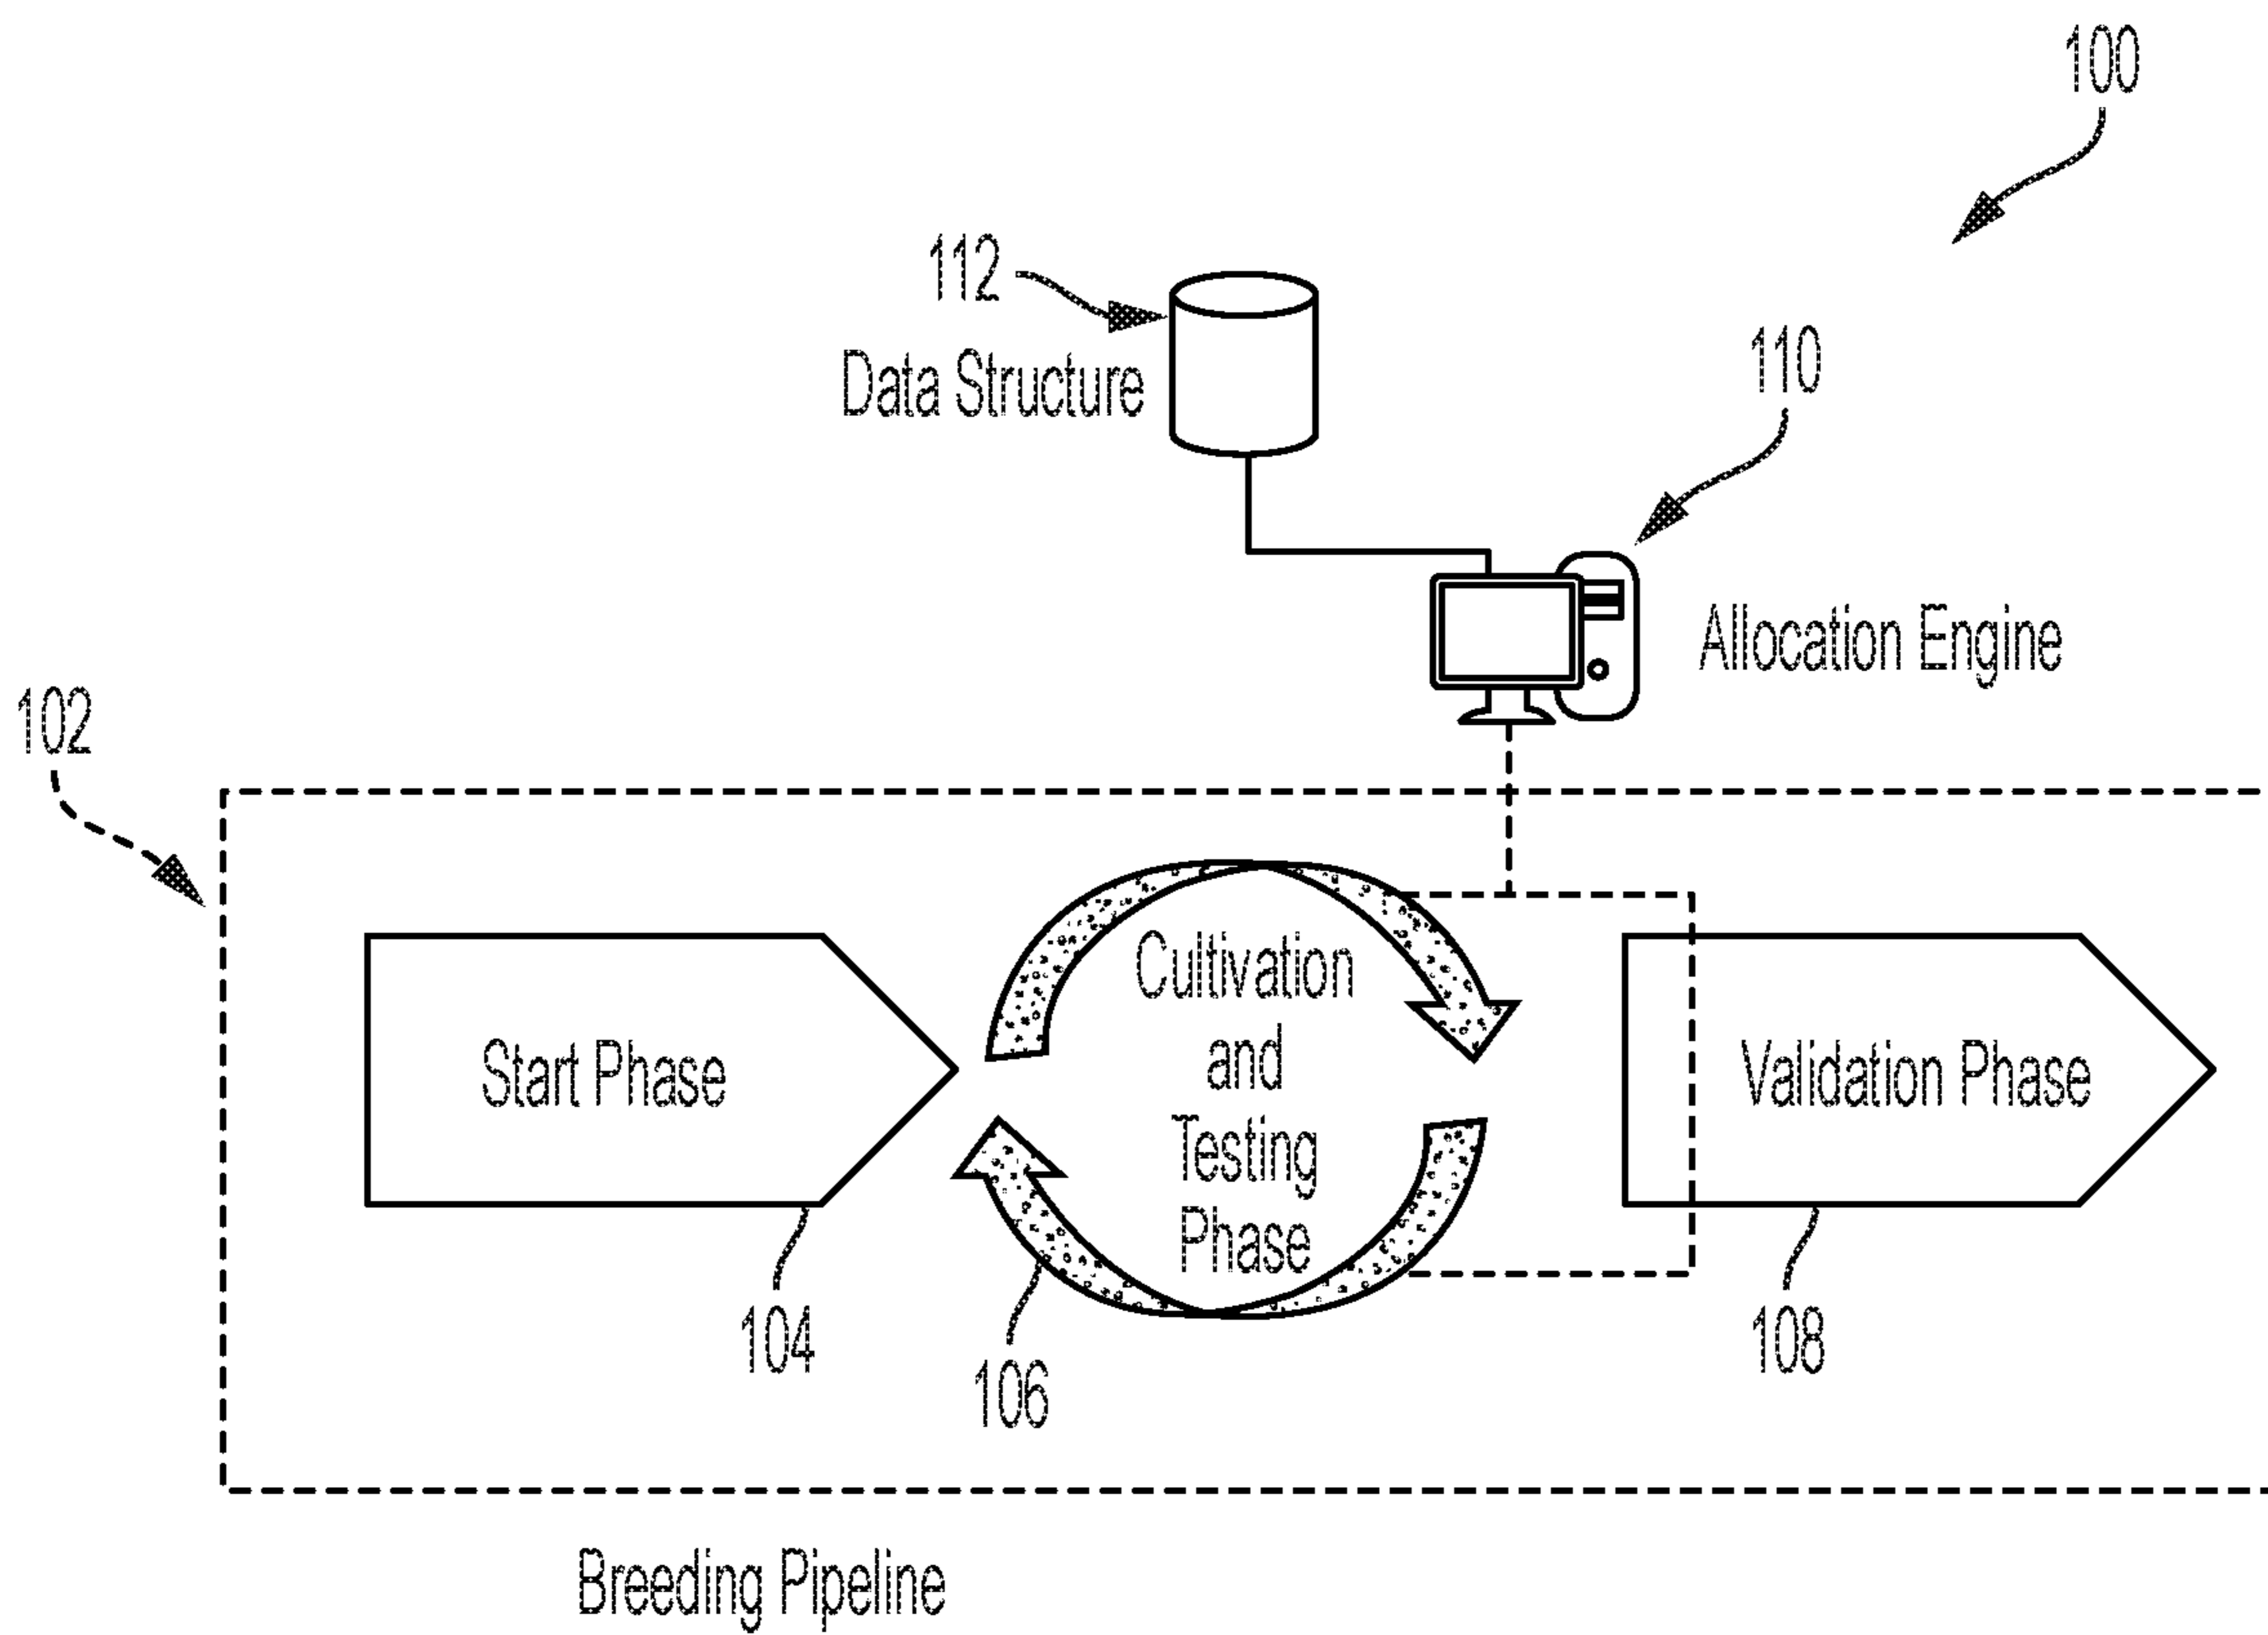 100
112
Data Structure
110
Allocation Engine
102
Cultivation
and
Testing
Phase
Start Phase
Validation Phase
104
106
108
Breeding Pipeline